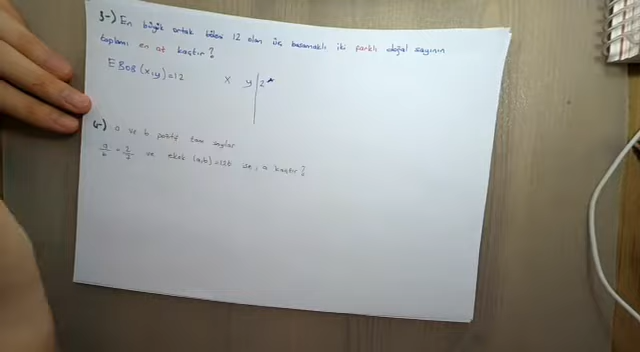 3-) En büyük ortak böleni 12 olan üç basamaklı iki farklı doğal sayının
toplamı en az kaçtır?
EBOB(x,y)=12 x y 2
4-) a ve b pozitif tam sayılar
a/b = 2/3 ve ekok (a,b)=126 ise, a kaçtır?